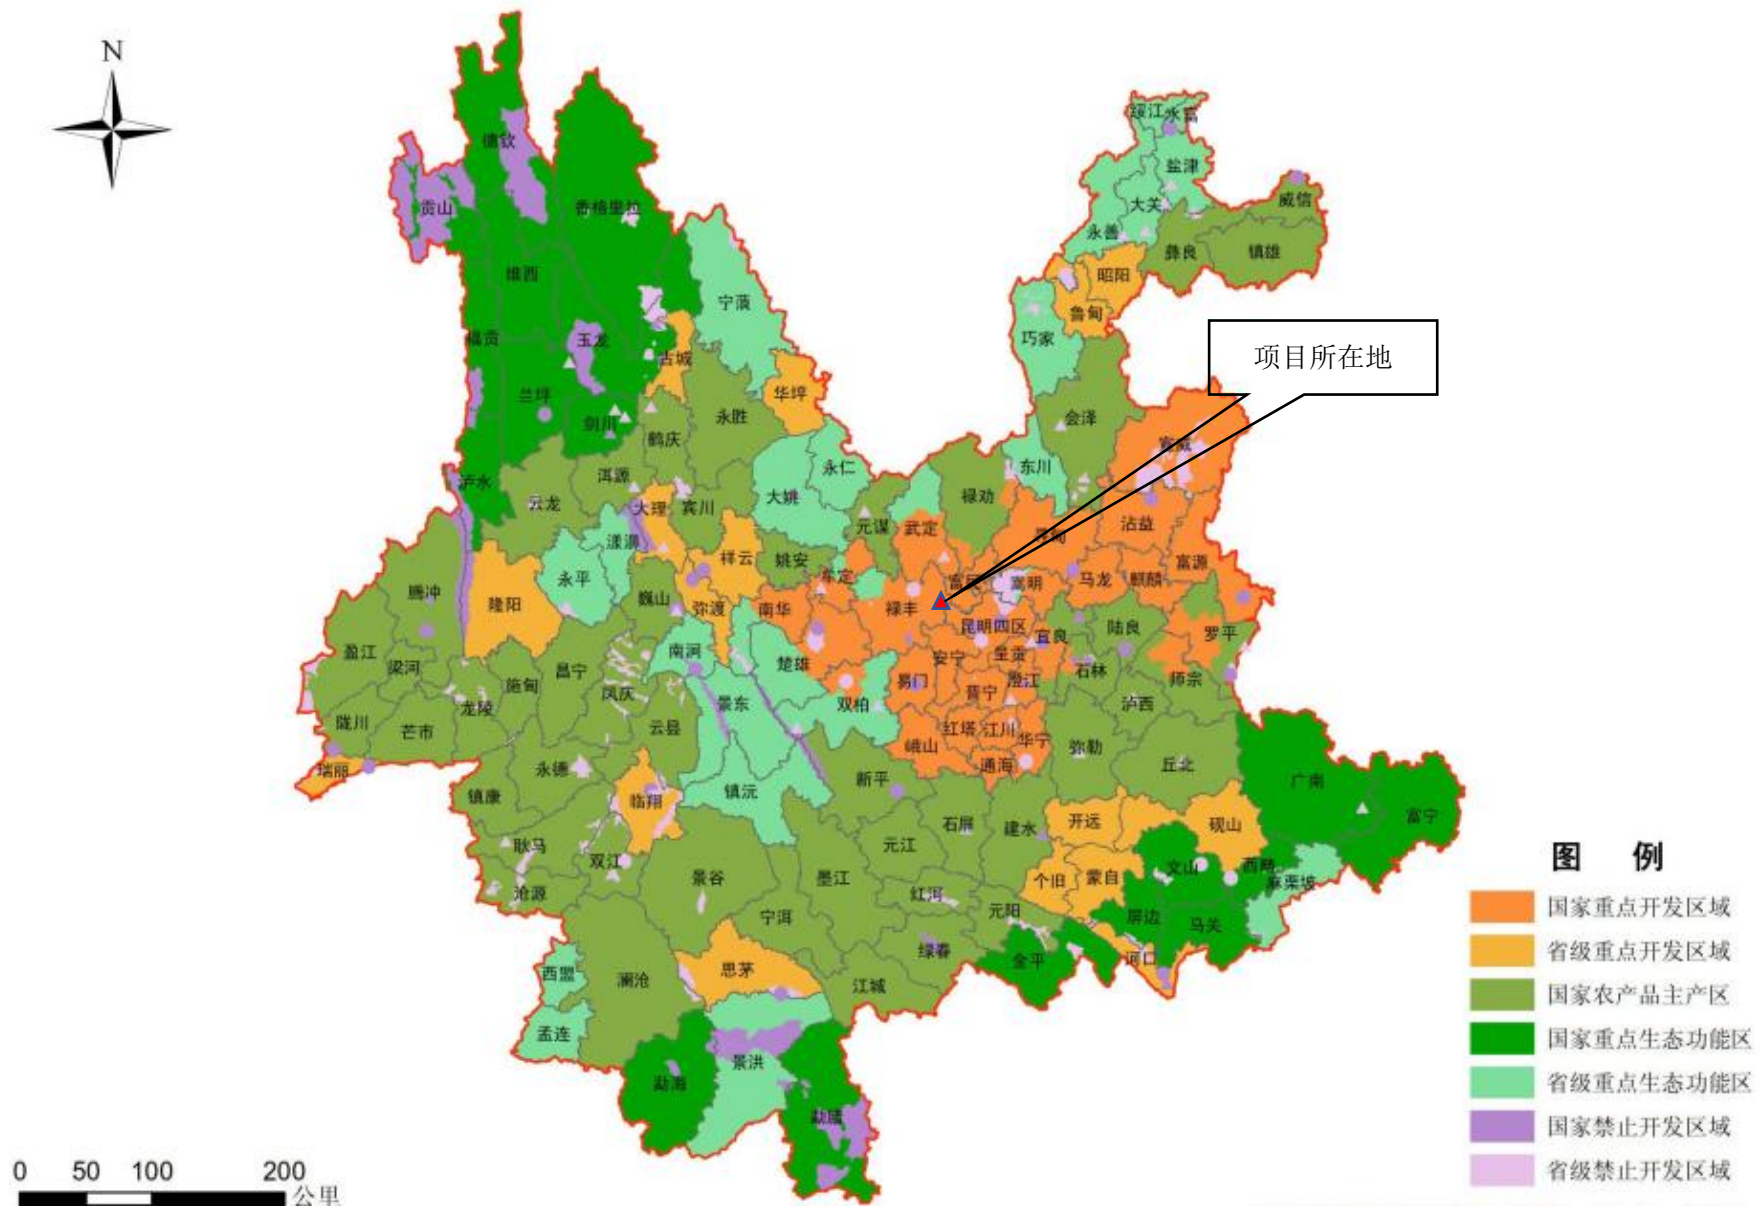 N
绥江
水富
盐津
大关
永善
威信
彝良
镇雄
昭阳
鲁甸
巧家
德钦
贡山
香格里拉
维西
宁蒗
福贡
玉龙
古城
兰坪
剑川
鹤庆
永胜
华坪
项目所在地
会泽
宣威
泸水
云龙
洱源
大理
宾川
大姚
永仁
元谋
武定
禄劝
东川
寻甸
沾益
富源
漾濞
祥云
姚安
牟定
富民
嵩明
马龙
麒麟
腾冲
隆阳
永平
巍山
弥渡
南华
禄丰
昆明四区
宜良
陆良
罗平
盈江
梁河
施甸
昌宁
凤庆
南涧
楚雄
安宁
呈贡
石林
师宗
陇川
芒市
龙陵
云县
景东
双柏
易门
晋宁
澄江
泸西
瑞丽
永德
镇康
临翔
镇沅
新平
峨山
红塔
江川
华宁
通海
弥勒
丘北
广南
富宁
耿马
双江
沧源
景谷
墨江
元江
石屏
建水
开远
砚山
个旧
蒙自
文山
西畴
麻栗坡
宁洱
红河
元阳
屏边
马关
西盟
澜沧
思茅
江城
绿春
金平
河口
孟连
勐海
景洪
勐腊
图 例
国家重点开发区域
省级重点开发区域
国家农产品主产区
国家重点生态功能区
省级重点生态功能区
国家禁止开发区域
省级禁止开发区域
0 50 100 200
公里